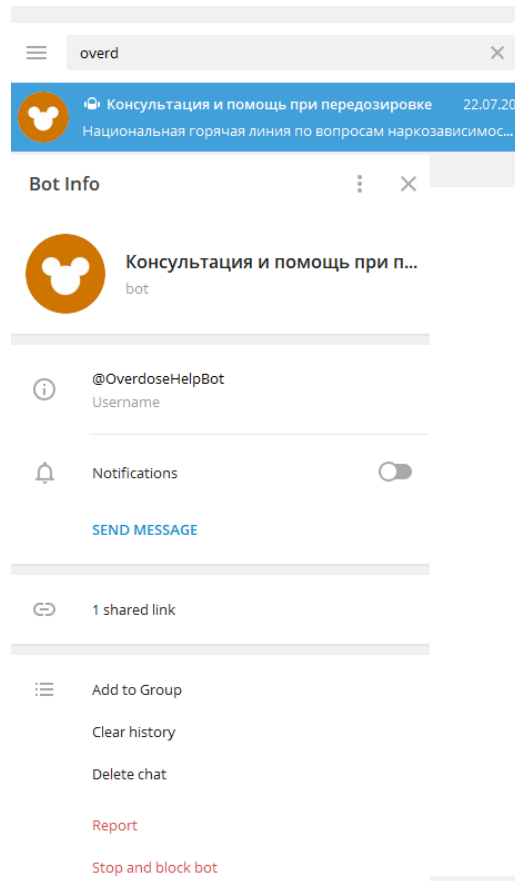 overd
Консультация и помощь при передозировке 22.07.20
Национальная горячая линия по вопросам наркозависимос...
Bot Info
Консультация и помощь при п...
bot
@OverdoseHelpBot
Username
Notifications
SEND MESSAGE
1 shared link
Add to Group
Clear history
Delete chat
Report
Stop and block bot